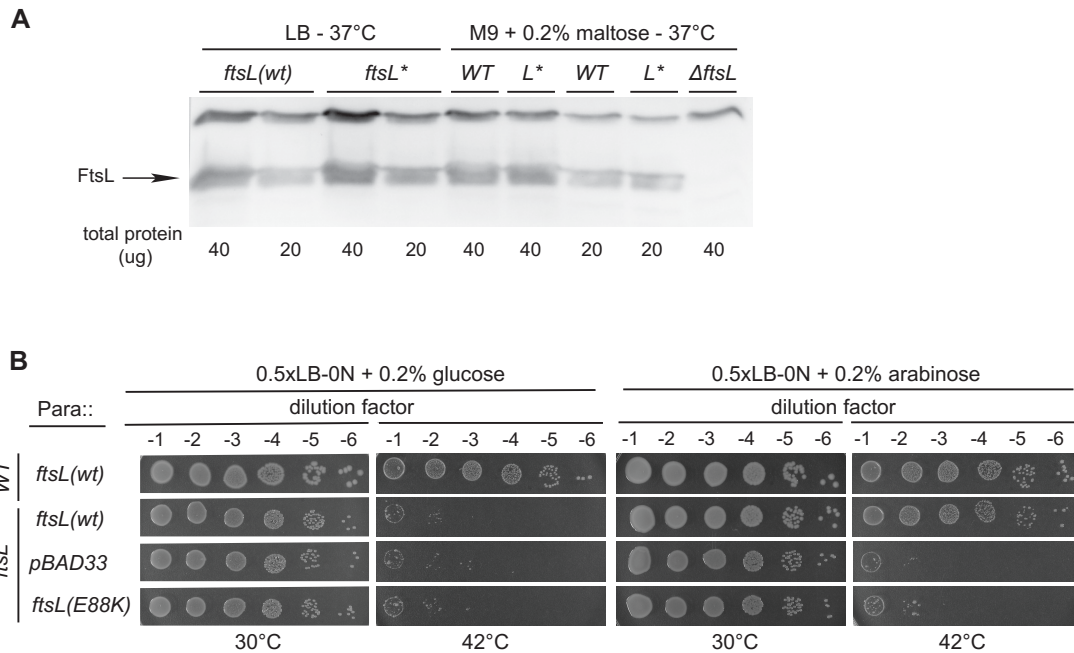 A
LB - 37°C
M9 + 0.2% maltose - 37°C
ftsL(wt) ftsL* WT L* WT L* ΔftsL
FtsL
total protein
(ug)
40 20 40 20 40 40 20 20 40
B
0.5xLB-0N + 0.2% glucose
0.5xLB-0N + 0.2% arabinose
Para::
dilution factor
dilution factor
-1 -2 -3 -4 -5 -6 -1 -2 -3 -4 -5 -6 -1 -2 -3 -4 -5 -6 -1 -2 -3 -4 -5 -6
WT
ftsL(wt)
ftsL(wt)
pBAD33
ftsL(E88K)
30°C 42°C 30°C 42°C